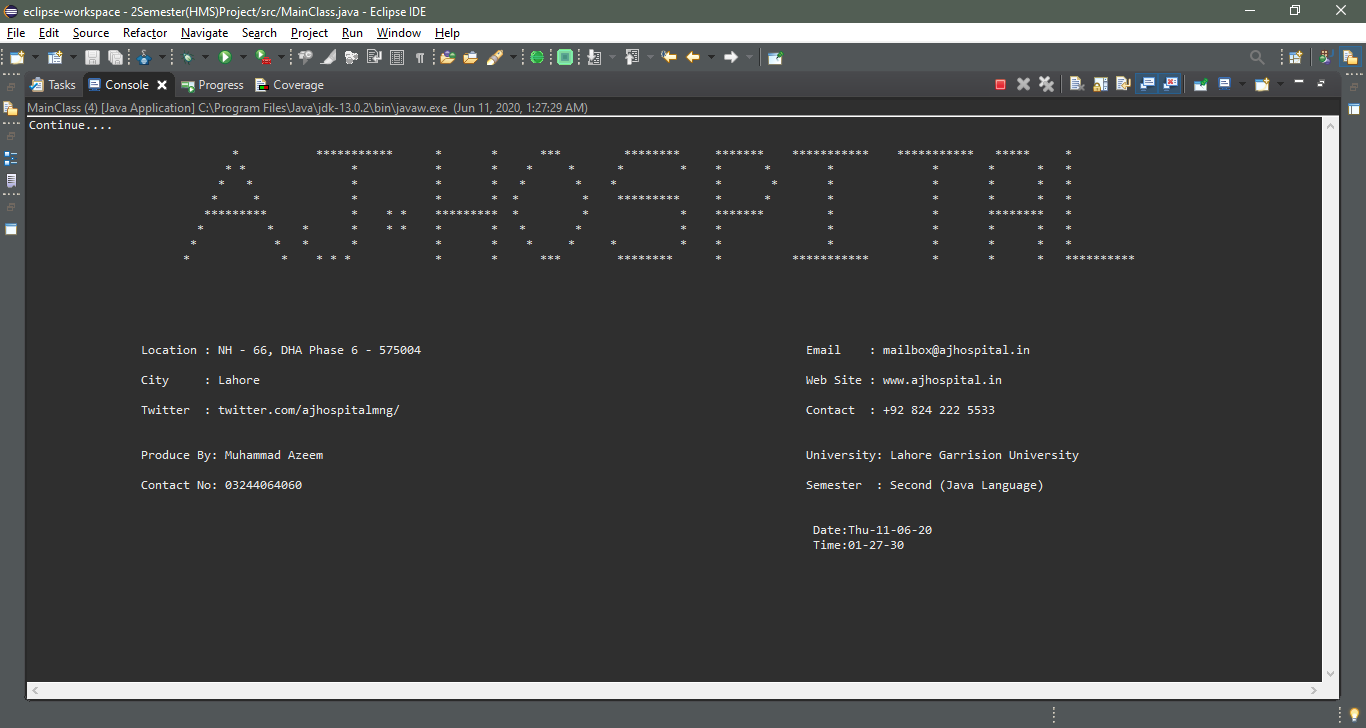 eclipse-workspace - 2Semester(HMS)Project/src/MainClass.java - Eclipse IDE
File Edit Source Refactor Navigate Search Project Run Window Help
Tasks Console Progress Coverage
MainClass (4) [Java Application] C:\Program Files\Java\jdk-13.0.2\bin\javaw.exe (Jun 11, 2020, 1:27:29 AM)
Continue....
A.J.:HOSPITAL
Location : NH - 66, DHA Phase 6 - 575004 Email : mailbox@ajhospital.in
City : Lahore Web Site : www.ajhospital.in
Twitter : twitter.com/ajhospitalmng/ Contact : +92 824 222 5533
Produce By: Muhammad Azeem University: Lahore Garrision University
Contact No: 03244064060 Semester : Second (Java Language)
Date:Thu-11-06-20
Time:01-27-30